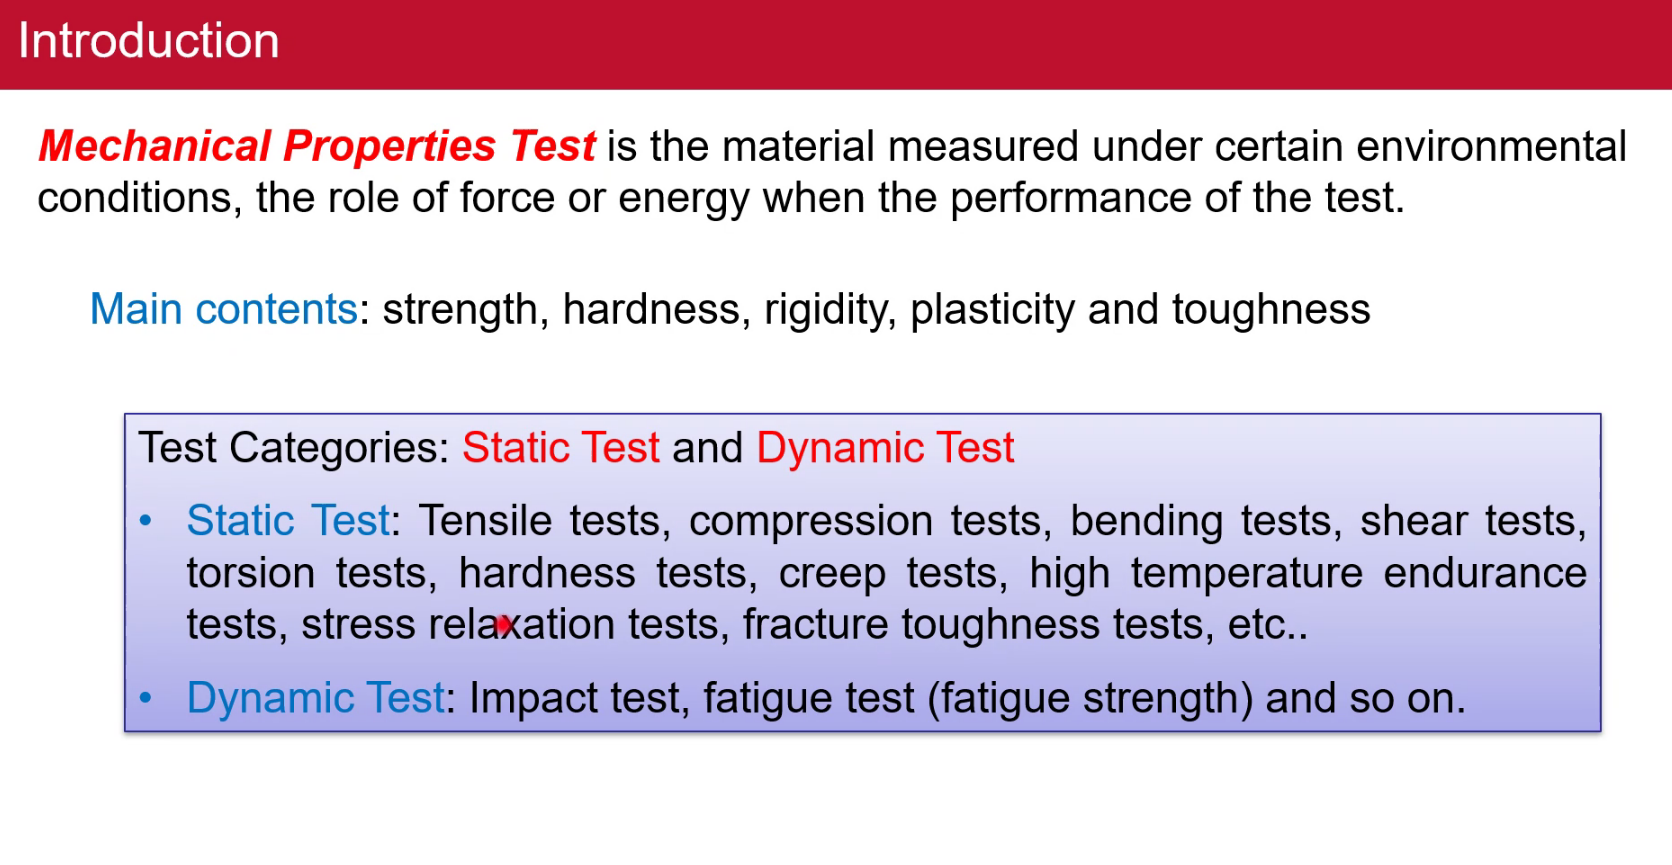 Introduction
Mechanical Properties Test is the material measured under certain environmental
conditions, the role of force or energy when the performance of the test.
Main contents: strength, hardness, rigidity, plasticity and toughness
Test Categories: Static Test and Dynamic Test
• Static Test: Tensile tests, compression tests, bending tests, shear tests,
torsion tests, hardness tests, creep tests, high temperature endurance
tests, stress relaxation tests, fracture toughness tests, etc..
• Dynamic Test: Impact test, fatigue test (fatigue strength) and so on.